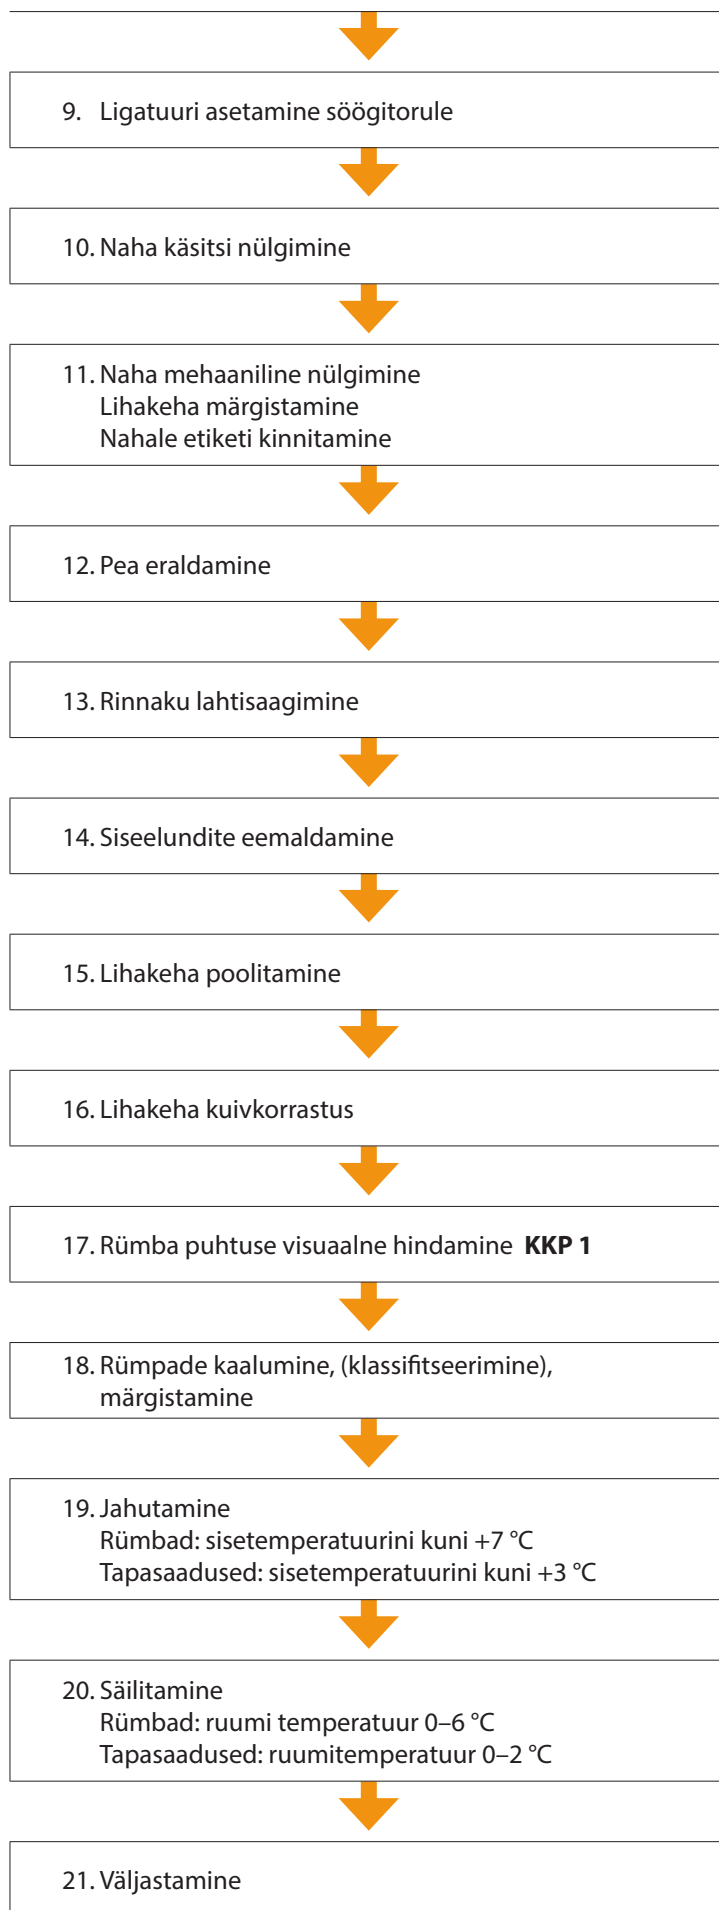 9. Ligatuuri asetamine söögitorule
10. Naha käsitsi nülgimine
11. Naha mehaaniline nülgimine
Lihakeha märgistamine
Nahale etiketi kinnitamine
12. Pea eraldamine
13. Rinnaku lahtisaagimine
14. Siseelundite eemaldamine
15. Lihakeha poolitamine
16. Lihakeha kuivkorrastus
17. Rümba puhtuse visuaalne hindamine KKP 1
18. Rümpade kaalumine, (klassifitseerimine),
märgistamine
19. Jahutamine
Rümbad: sisetemperatuurini kuni +7 °C
Tapasaadused: sisetemperatuurini kuni +3 °C
20. Säilitamine
Rümbad: ruumi temperatuur 0–6 °C
Tapasaadused: ruumitemperatuur 0–2 °C
21. Väljastamine